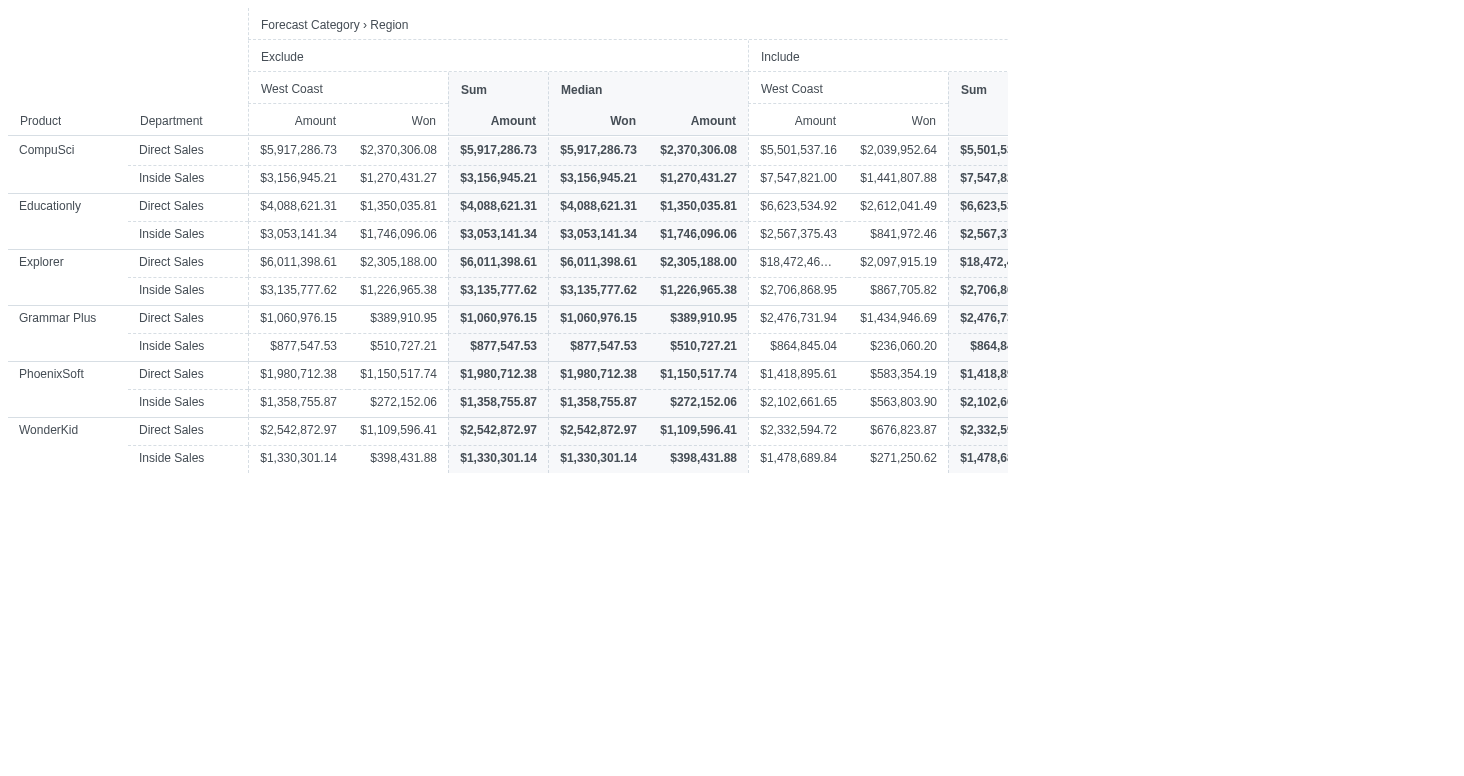 Forecast Category › Region
Exclude Include
West Coast Sum Median West Coast Sum
Product Department Amount Won Amount Won Amount Amount Won
CompuSci Direct Sales $5,917,286.73 $2,370,306.08 $5,917,286.73 $5,917,286.73 $2,370,306.08 $5,501,537.16 $2,039,952.64 $5,501,5
Inside Sales $3,156,945.21 $1,270,431.27 $3,156,945.21 $3,156,945.21 $1,270,431.27 $7,547,821.00 $1,441,807.88 $7,547,8
Educationly Direct Sales $4,088,621.31 $1,350,035.81 $4,088,621.31 $4,088,621.31 $1,350,035.81 $6,623,534.92 $2,612,041.49 $6,623,5
Inside Sales $3,053,141.34 $1,746,096.06 $3,053,141.34 $3,053,141.34 $1,746,096.06 $2,567,375.43 $841,972.46 $2,567,3
Explorer Direct Sales $6,011,398.61 $2,305,188.00 $6,011,398.61 $6,011,398.61 $2,305,188.00 $18,472,46… $2,097,915.19 $18,472,
Inside Sales $3,135,777.62 $1,226,965.38 $3,135,777.62 $3,135,777.62 $1,226,965.38 $2,706,868.95 $867,705.82 $2,706,8
Grammar Plus Direct Sales $1,060,976.15 $389,910.95 $1,060,976.15 $1,060,976.15 $389,910.95 $2,476,731.94 $1,434,946.69 $2,476,7
Inside Sales $877,547.53 $510,727.21 $877,547.53 $877,547.53 $510,727.21 $864,845.04 $236,060.20 $864,8
PhoenixSoft Direct Sales $1,980,712.38 $1,150,517.74 $1,980,712.38 $1,980,712.38 $1,150,517.74 $1,418,895.61 $583,354.19 $1,418,8
Inside Sales $1,358,755.87 $272,152.06 $1,358,755.87 $1,358,755.87 $272,152.06 $2,102,661.65 $563,803.90 $2,102,6
WonderKid Direct Sales $2,542,872.97 $1,109,596.41 $2,542,872.97 $2,542,872.97 $1,109,596.41 $2,332,594.72 $676,823.87 $2,332,5
Inside Sales $1,330,301.14 $398,431.88 $1,330,301.14 $1,330,301.14 $398,431.88 $1,478,689.84 $271,250.62 $1,478,6